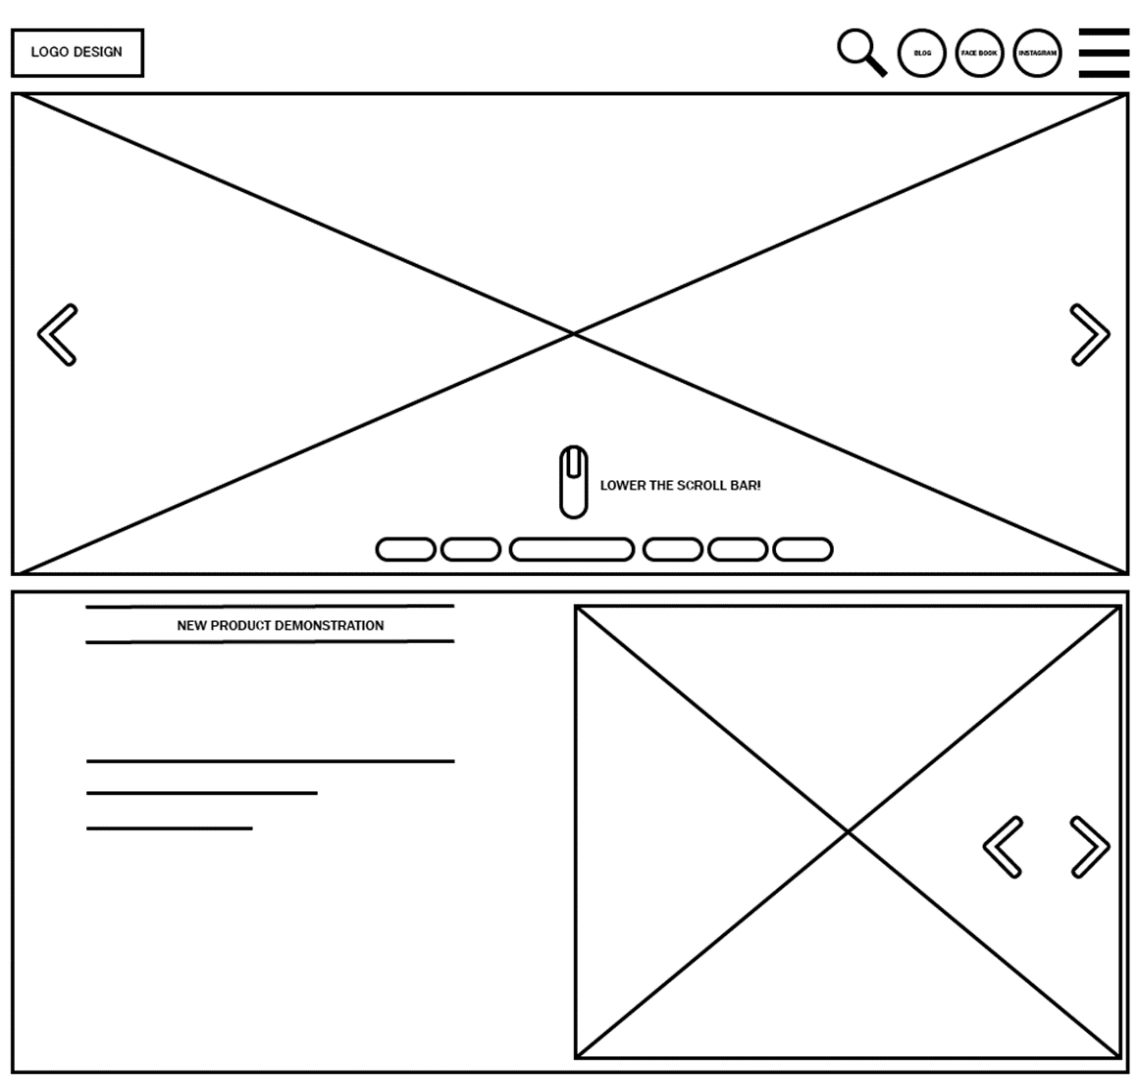 LOGO DESIGN
BLOG
FACE BOOK
INSTAGRAM
LOWER THE SCROLL BAR!
NEW PRODUCT DEMONSTRATION